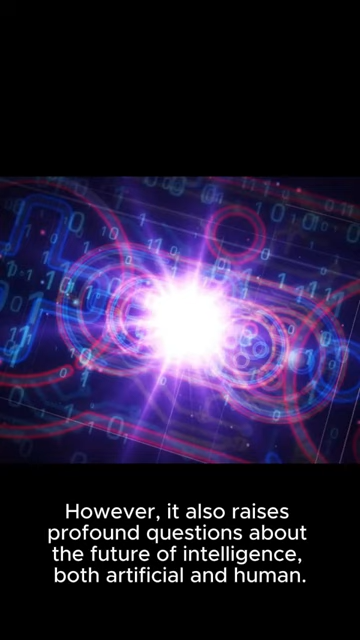 However, it also raises
profound questions about
the future of intelligence,
both artificial and human.